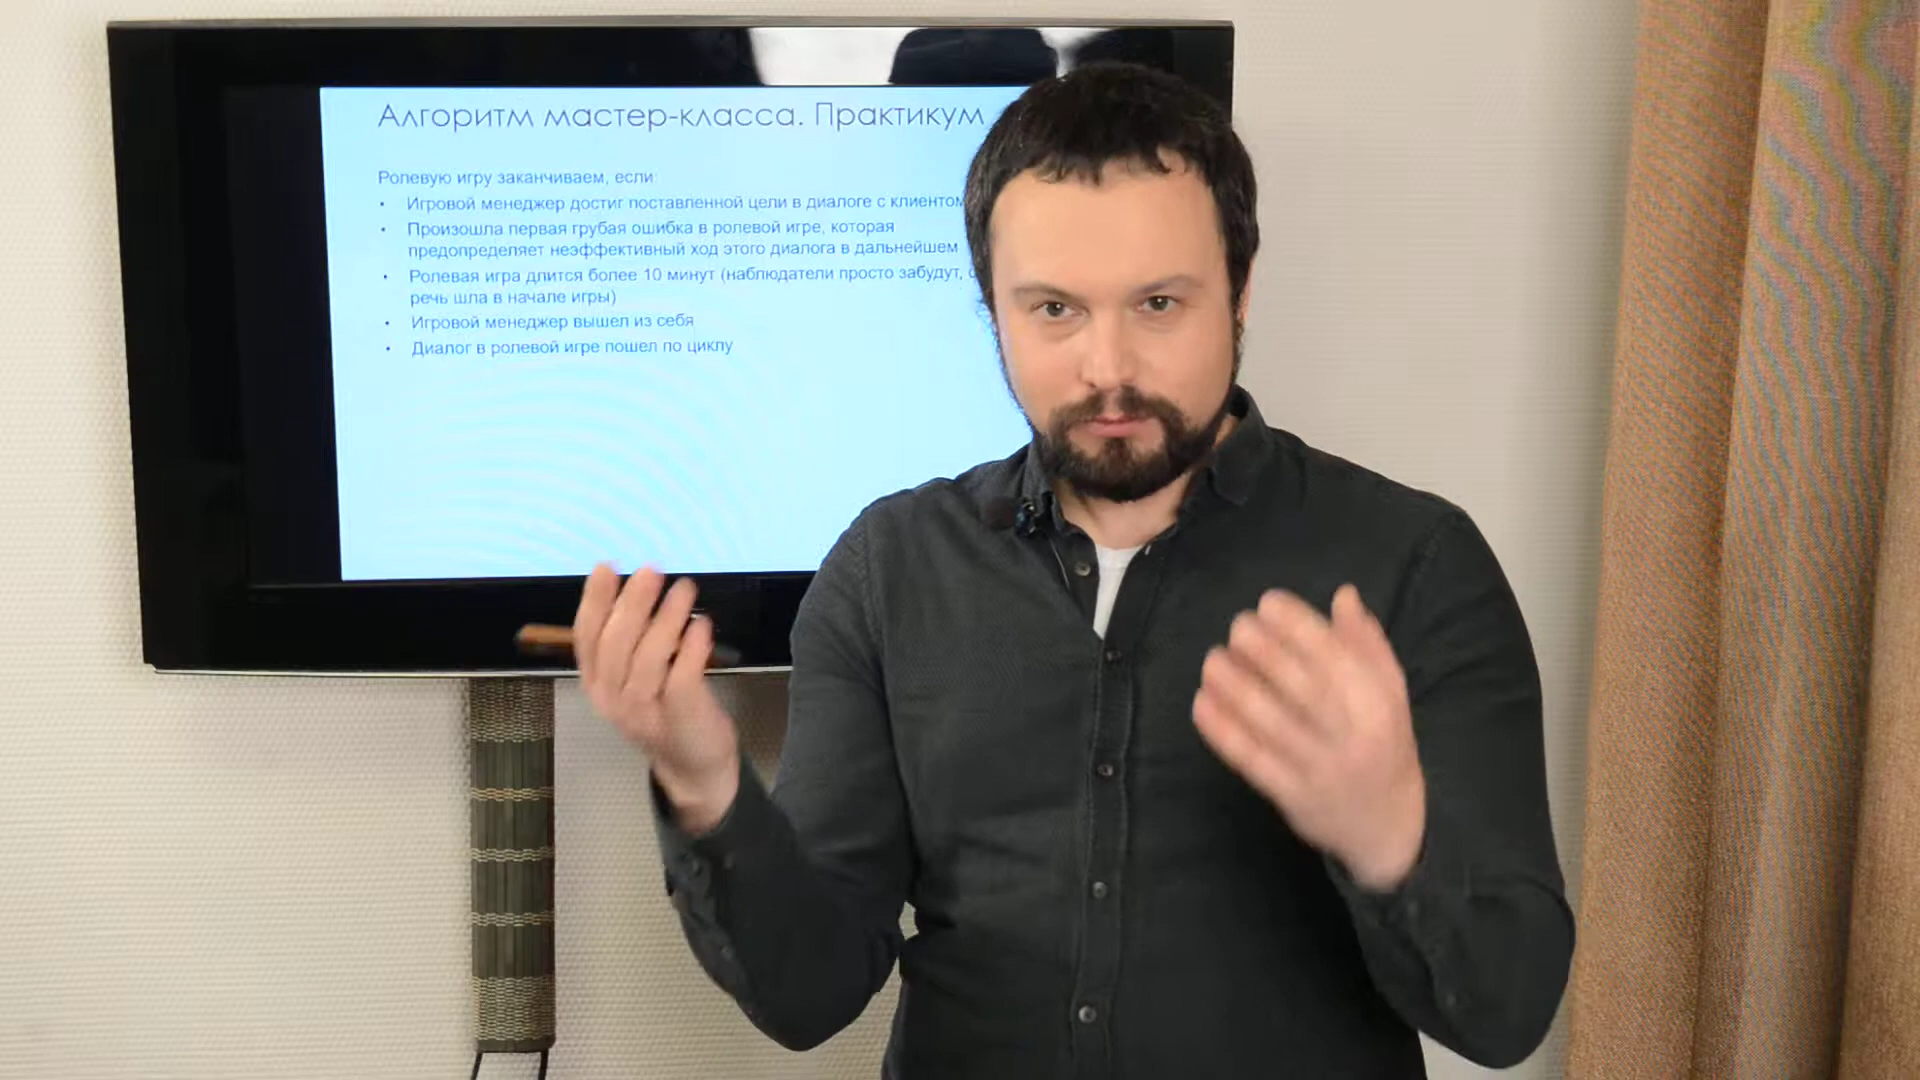 Алгоритм мастер-класса. Практикум
Ролевую игру заканчиваем, если
• Игровой менеджер достиг поставленной цели в диалоге с клиентом
• Произошла первая грубая ошибка в ролевой игре, которая
предопределяет неэффективный ход этого диалога в дальнейшем
• Ролевая игра длится более 10 минут (наблюдатели просто забудут,
речь шла в начале игры)
• Игровой менеджер вышел из себя
• Диалог в ролевой игре пошел по циклу